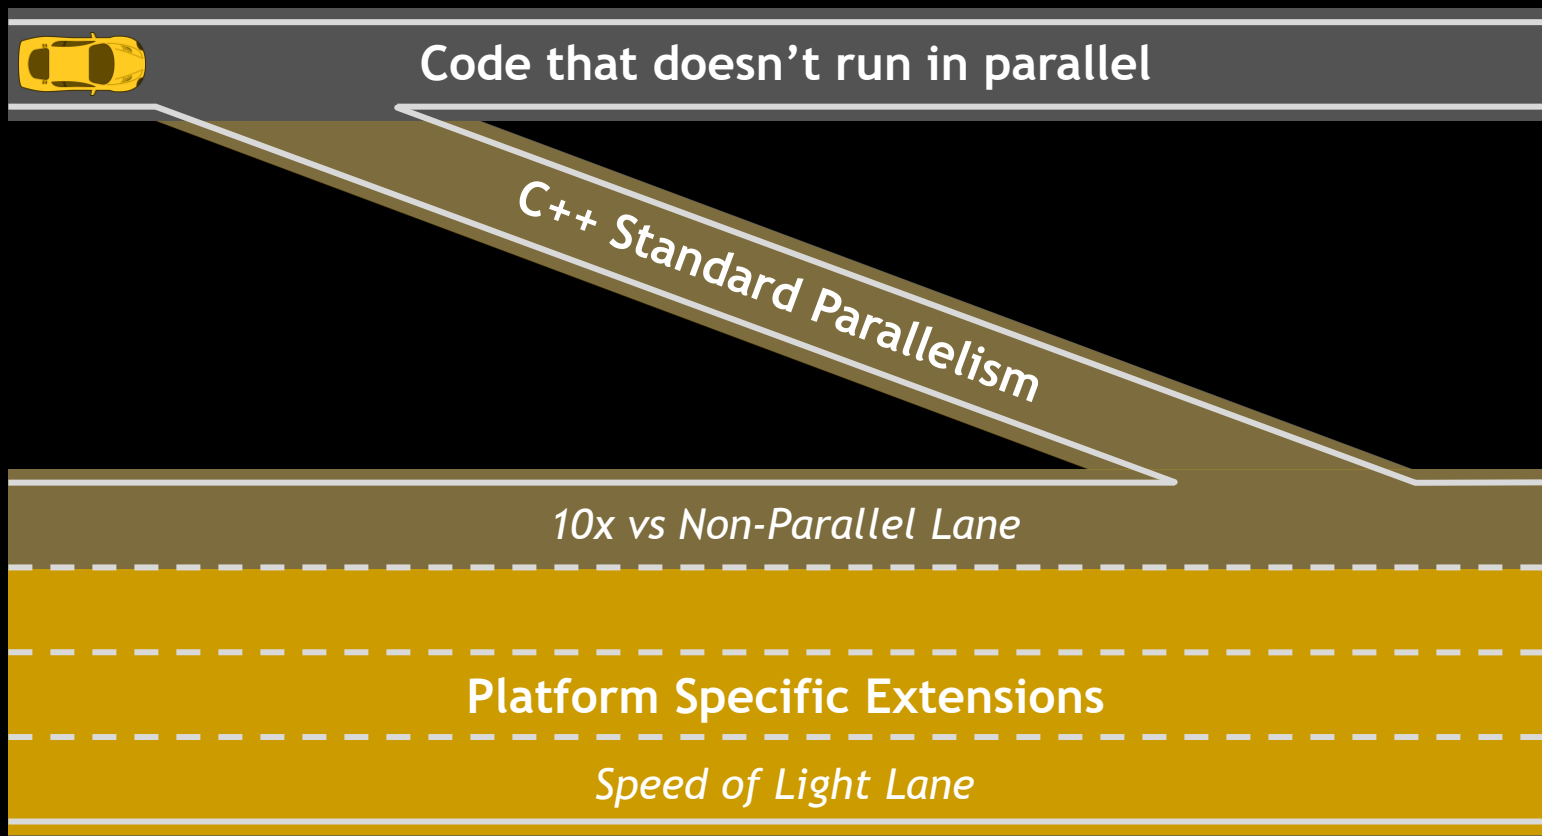 Code that doesn’t run in parallel
C++ Standard Parallelism
10x vs Non-Parallel Lane
Platform Specific Extensions
Speed of Light Lane